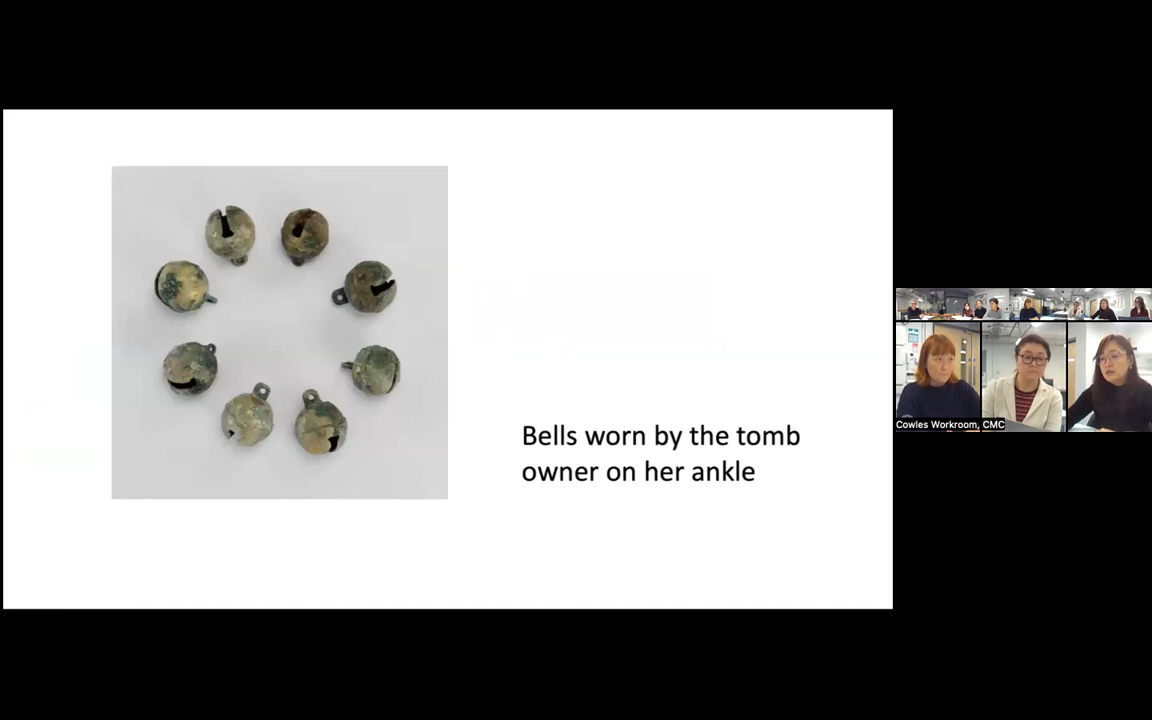 Bells worn by the tomb
owner on her ankle
Cowles Workroom, CMC